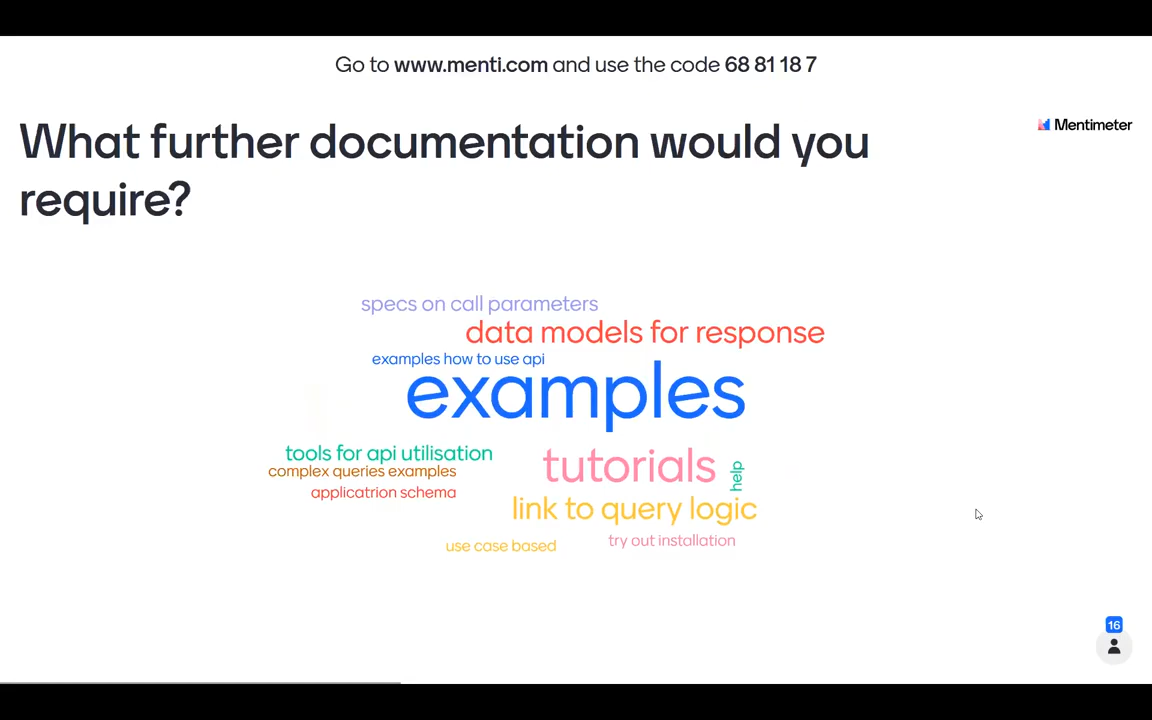 Go to www.menti.com and use the code 68 81 18 7
Mentimeter
What further documentation would you
require?
specs on call parameters
data models for response
examples how to use api
examples
tools for api utilisation
complex queries examples
tutorials
help
applicatrion schema
link to query logic
use case based
try out installation
16